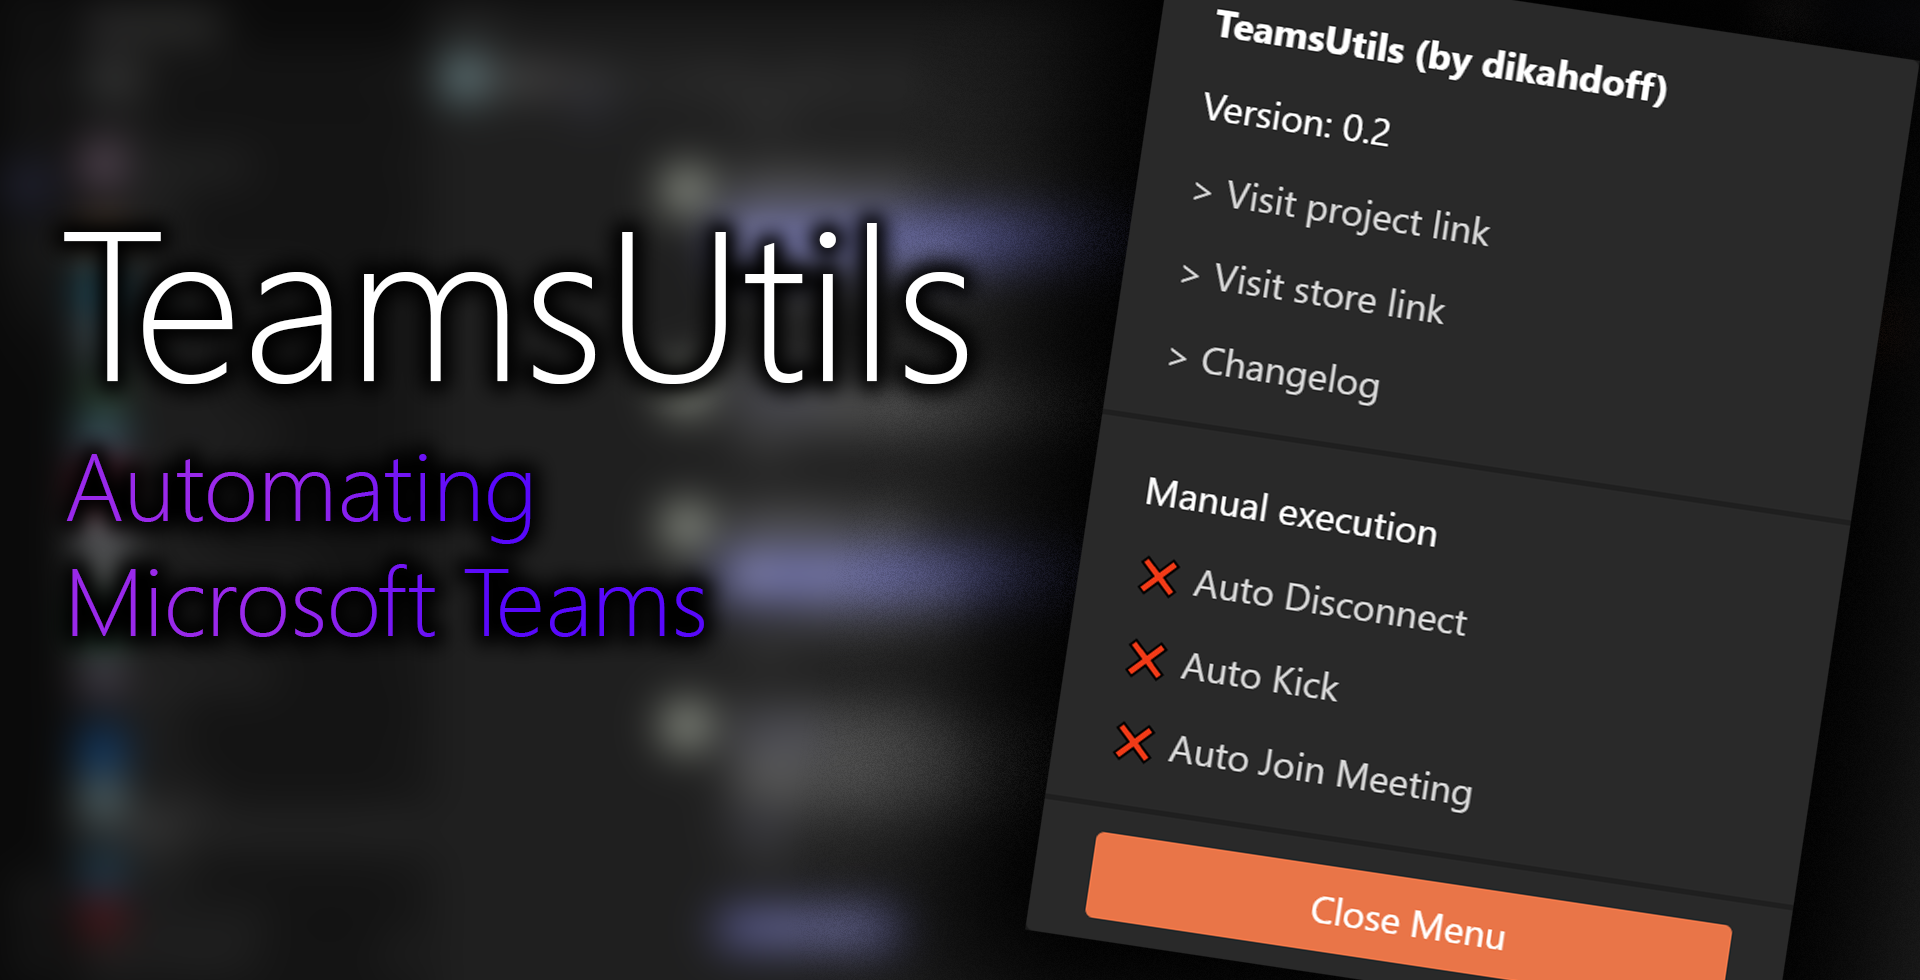 TeamsUtils
Automating
Microsoft Teams
TeamsUtils (by dikahdoff)
Version: 0.2
> Visit project link
> Visit store link
> Changelog
Manual execution
❌ Auto Disconnect
❌ Auto Kick
❌ Auto Join Meeting
Close Menu